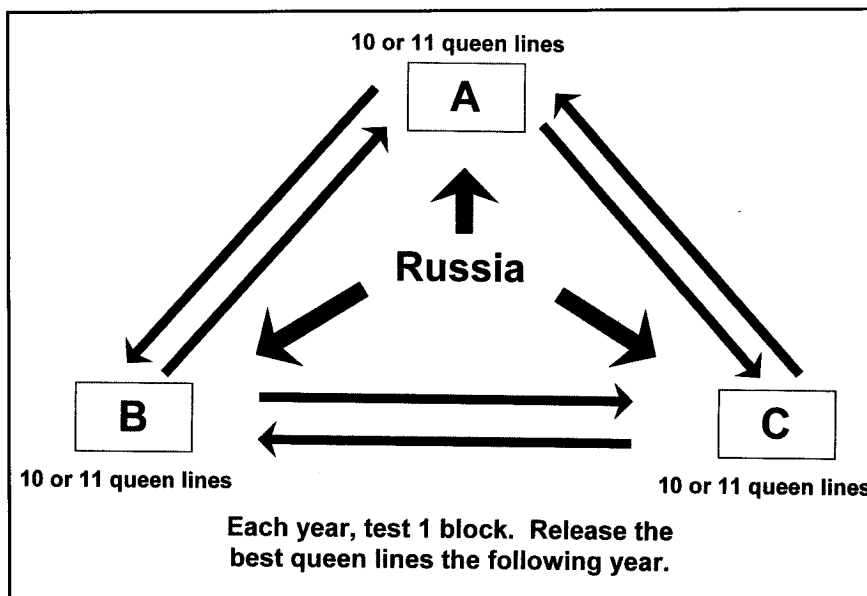 10 or 11 queen lines
A
Russia
B
C
10 or 11 queen lines
10 or 11 queen lines
Each year, test 1 block. Release the
best queen lines the following year.